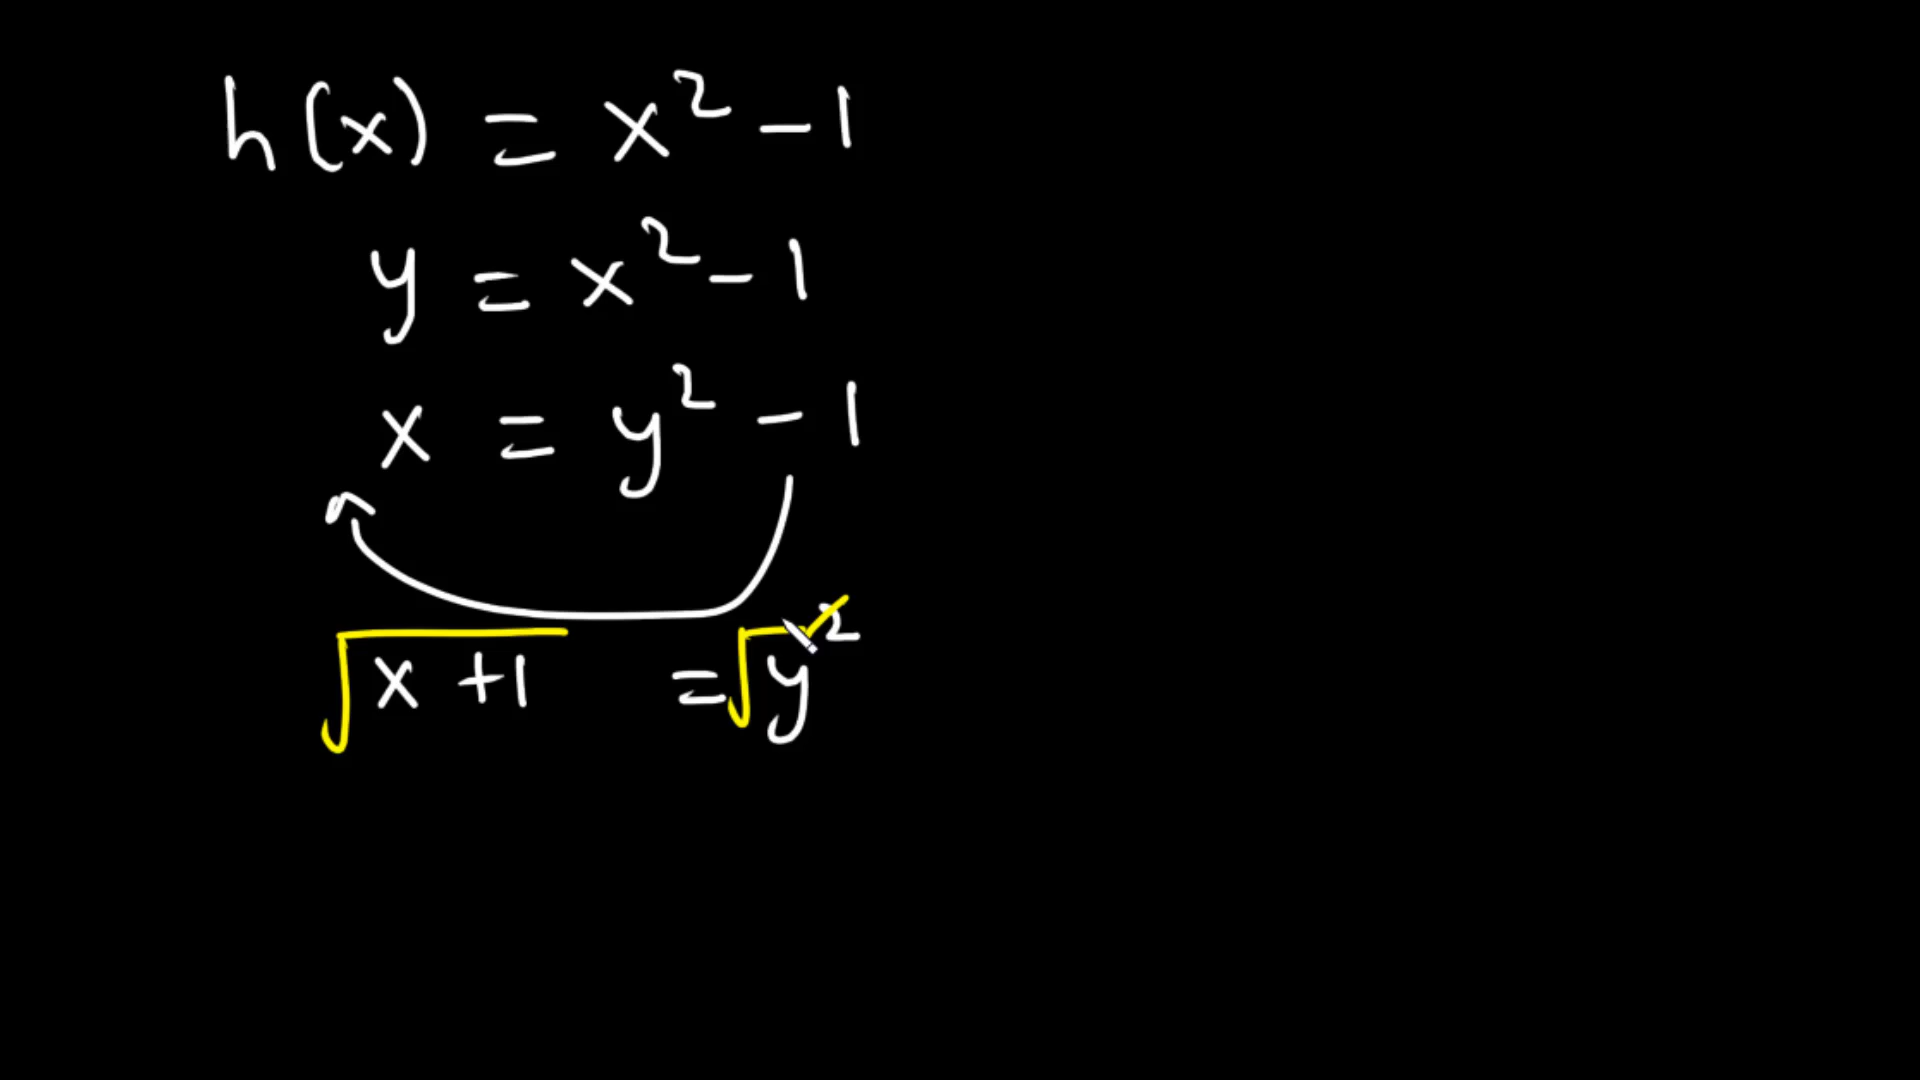 h(x) = x² - 1
y = x² - 1
x = y² - 1
√(x + 1) = √y²